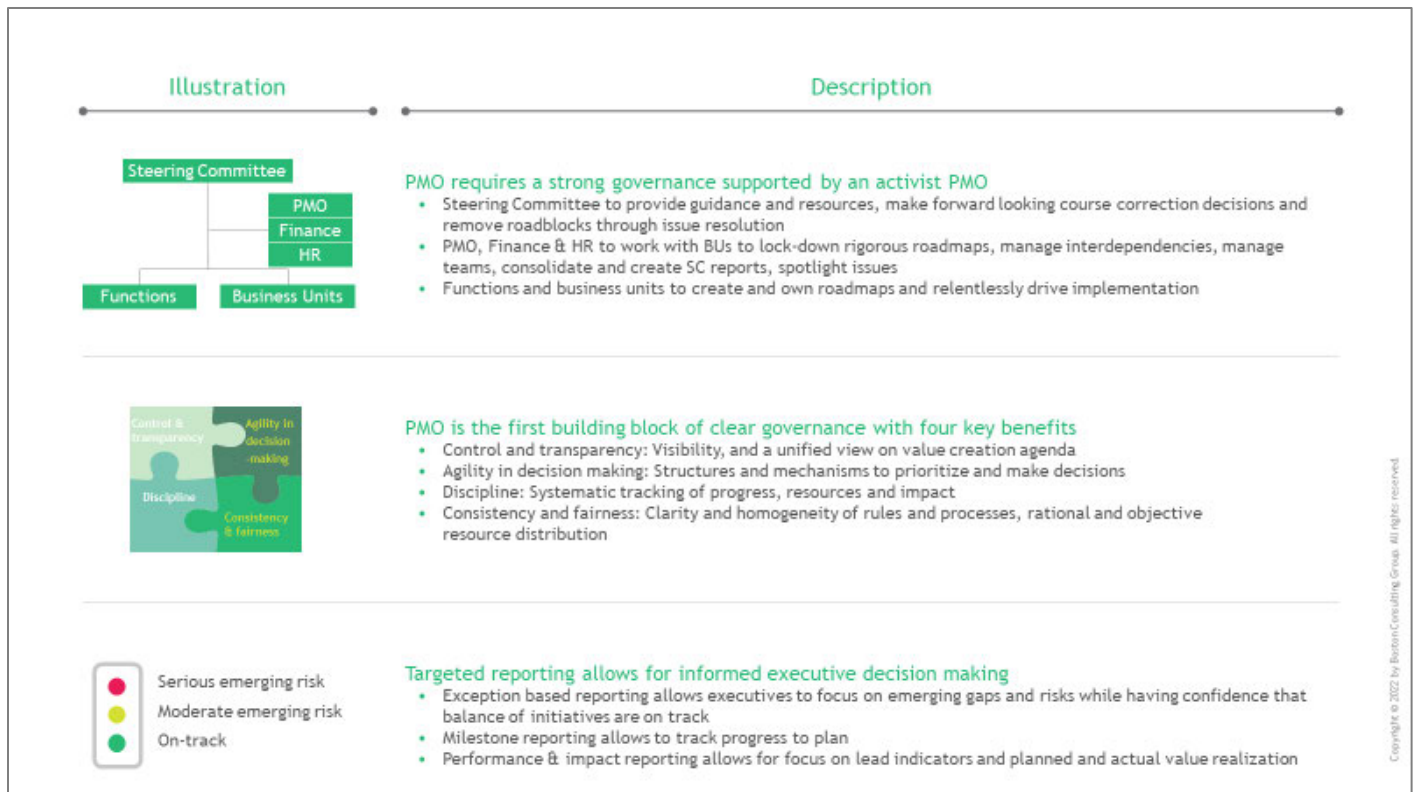 Illustration
Description
Steering Committee
PMO
Finance
HR
Functions
Business Units
PMO requires a strong governance supported by an activist PMO
• Steering Committee to provide guidance and resources, make forward looking course correction decisions and
remove roadblocks through issue resolution
• PMO, Finance & HR to work with BUs to lock-down rigorous roadmaps, manage interdependencies, manage
teams, consolidate and create SC reports, spotlight issues
• Functions and business units to create and own roadmaps and relentlessly drive implementation
Control &
transparency
Agility in
decision
-making
Discipline
Consistency
& fairness
PMO is the first building block of clear governance with four key benefits
• Control and transparency: Visibility, and a unified view on value creation agenda
• Agility in decision making: Structures and mechanisms to prioritize and make decisions
• Discipline: Systematic tracking of progress, resources and impact
• Consistency and fairness: Clarity and homogeneity of rules and processes, rational and objective
resource distribution
Serious emerging risk
Moderate emerging risk
On-track
Targeted reporting allows for informed executive decision making
• Exception based reporting allows executives to focus on emerging gaps and risks while having confidence that
balance of initiatives are on track
• Milestone reporting allows to track progress to plan
• Performance & impact reporting allows for focus on lead indicators and planned and actual value realization
Copyright © 2022 by Boston Consulting Group. All rights reserved.